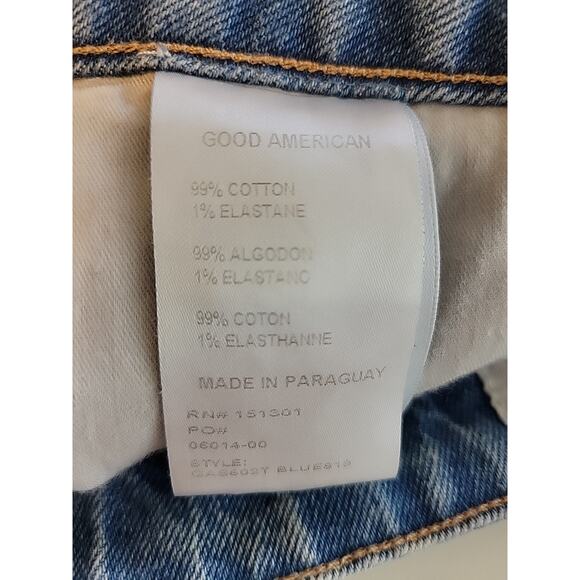 GOOD AMERICAN
99% COTTON
1% ELASTANE
99% ALGODON
1% ELASTANO
99% COTON
1% ELASTHANNE
MADE IN PARAGUAY
RN# 151301
PO#
06014-00
STYLE: